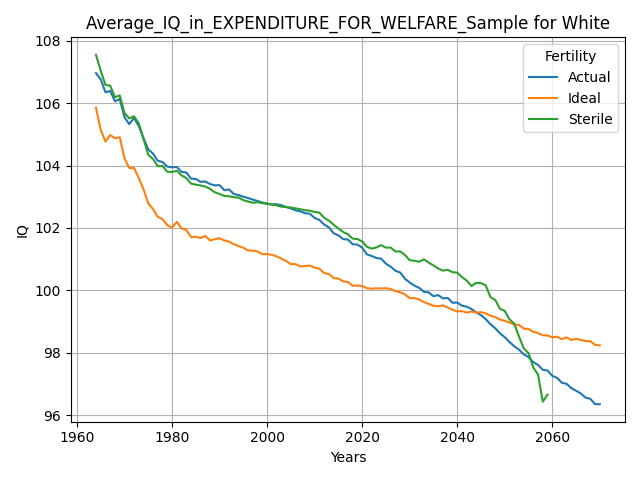 Average_IQ_in_EXPENDITURE_FOR_WELFARE_Sample for White
108
106
104
102
100
98
96
IQ
1960
1980
2000
2020
2040
2060
Years
Fertility
Actual
Ideal
Sterile